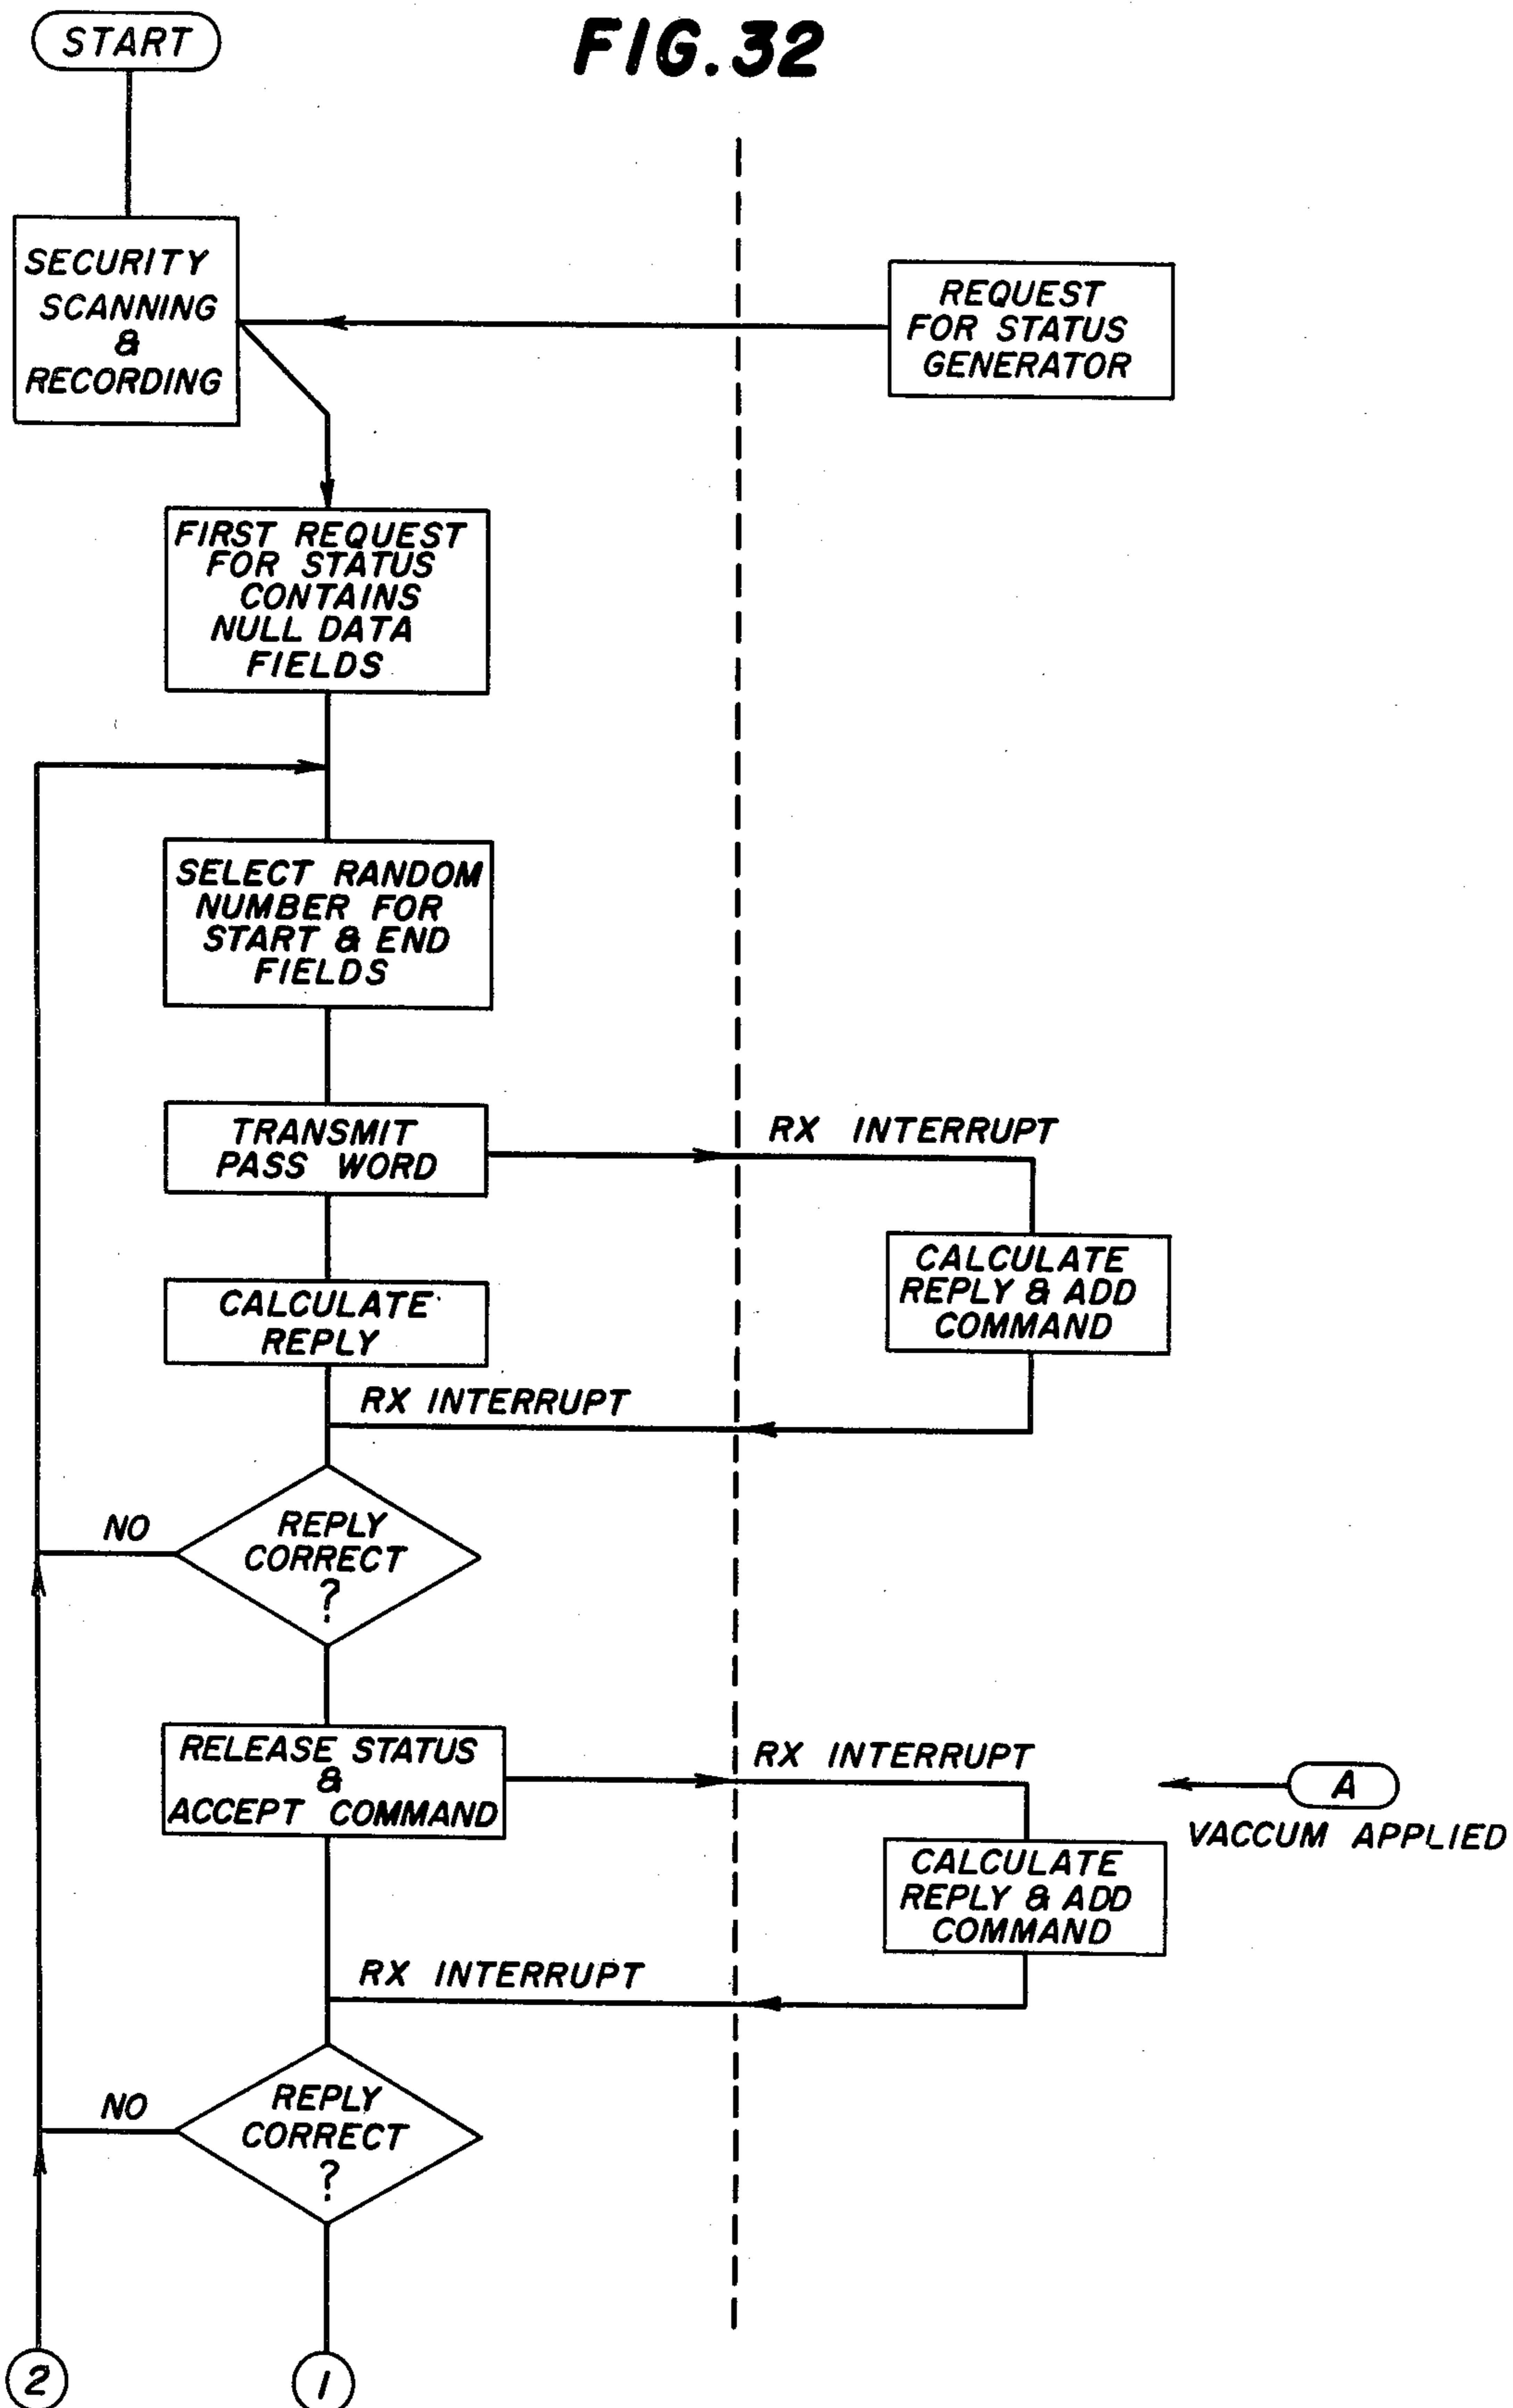 START
FIG. 32
SECURITY
SCANNING
&
RECORDING
REQUEST
FOR STATUS
GENERATOR
FIRST REQUEST
FOR STATUS
CONTAINS
NULL DATA
FIELDS
SELECT RANDOM
NUMBER FOR
START & END
FIELDS
TRANSMIT
PASS WORD
RX INTERRUPT
CALCULATE
REPLY
CALCULATE
REPLY & ADD
COMMAND
RX INTERRUPT
NO
REPLY
CORRECT
?
RELEASE STATUS
&
ACCEPT COMMAND
RX INTERRUPT
A
VACCUM APPLIED
CALCULATE
REPLY & ADD
COMMAND
RX INTERRUPT
NO
REPLY
CORRECT
?
2
1